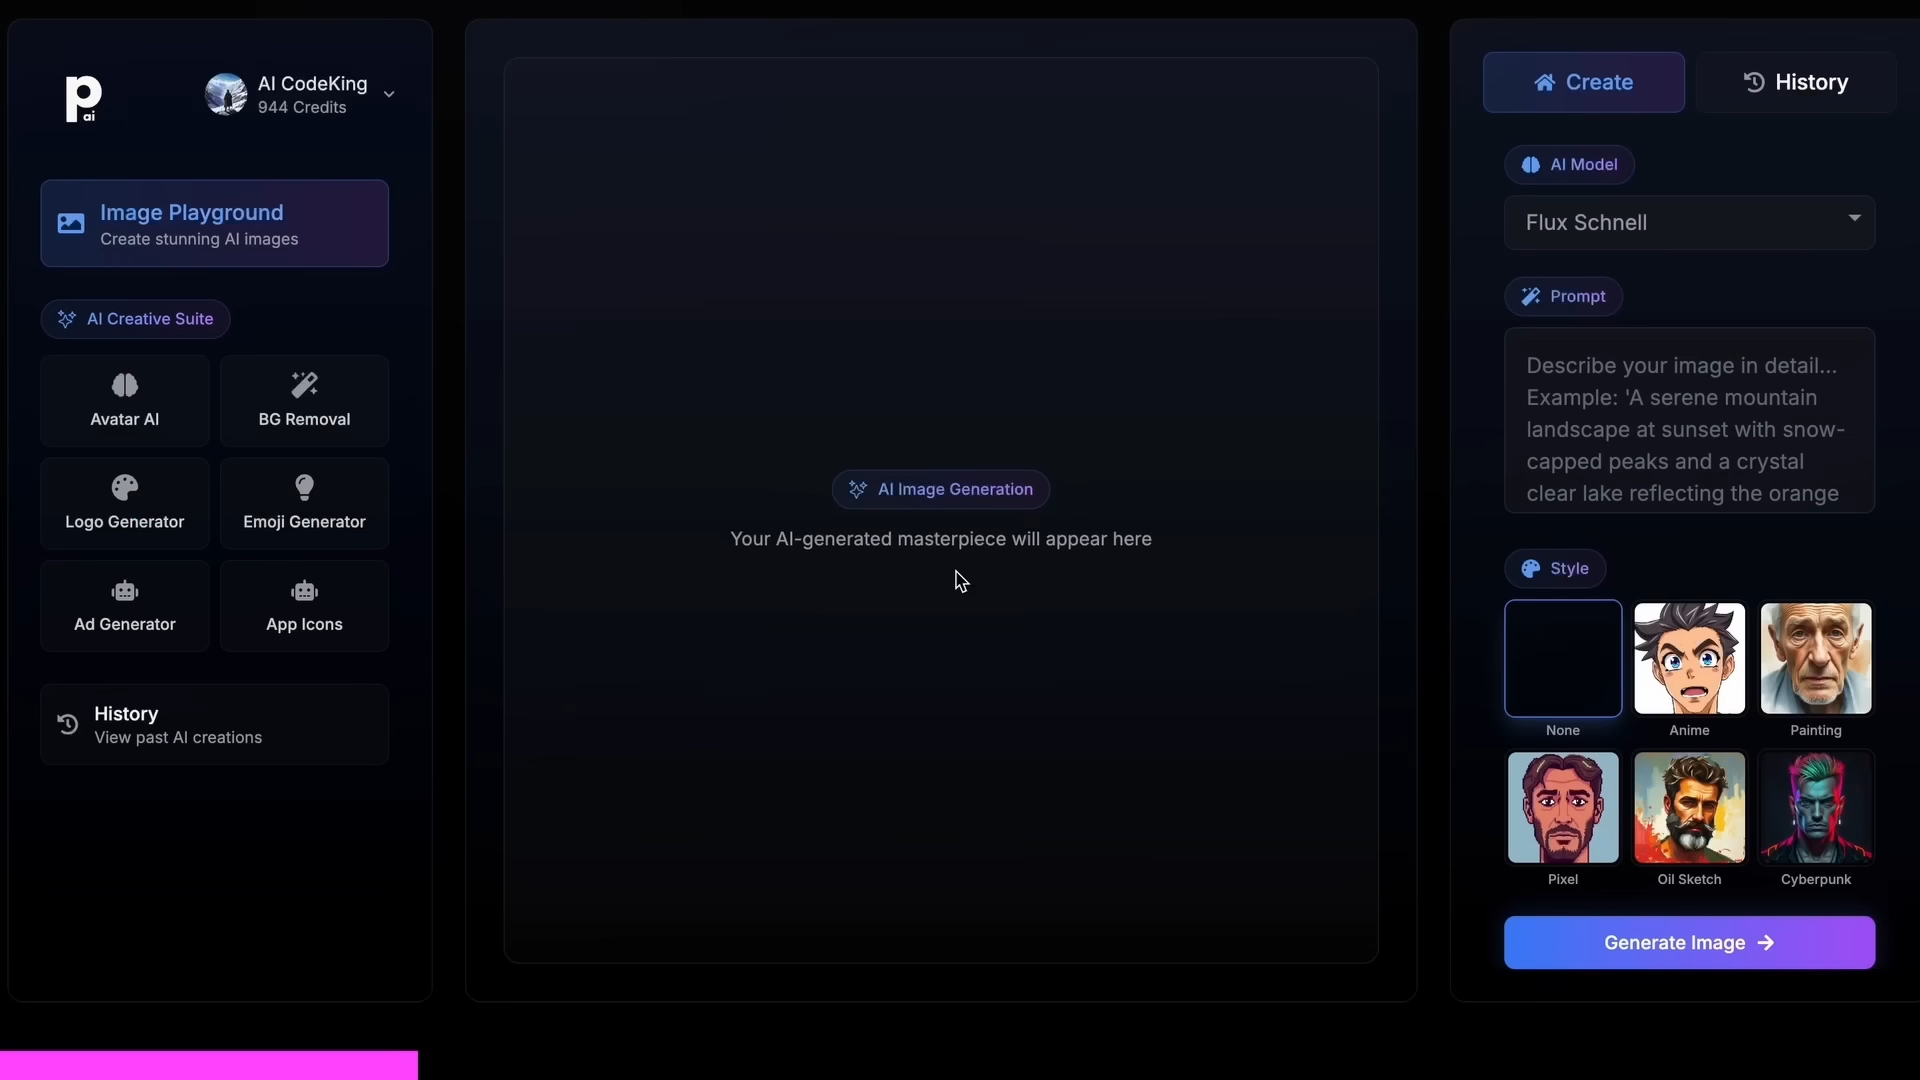 p
ai
AI CodeKing
944 Credits
Image Playground
Create stunning AI images
AI Creative Suite
Avatar AI
BG Removal
Logo Generator
Emoji Generator
Ad Generator
App Icons
History
View past AI creations
AI Image Generation
Your AI-generated masterpiece will appear here
Create
History
AI Model
Flux Schnell
Prompt
Describe your image in detail...
Example: 'A serene mountain
landscape at sunset with snow-
capped peaks and a crystal
clear lake reflecting the orange
Style
None
Anime
Painting
Pixel
Oil Sketch
Cyberpunk
Generate Image